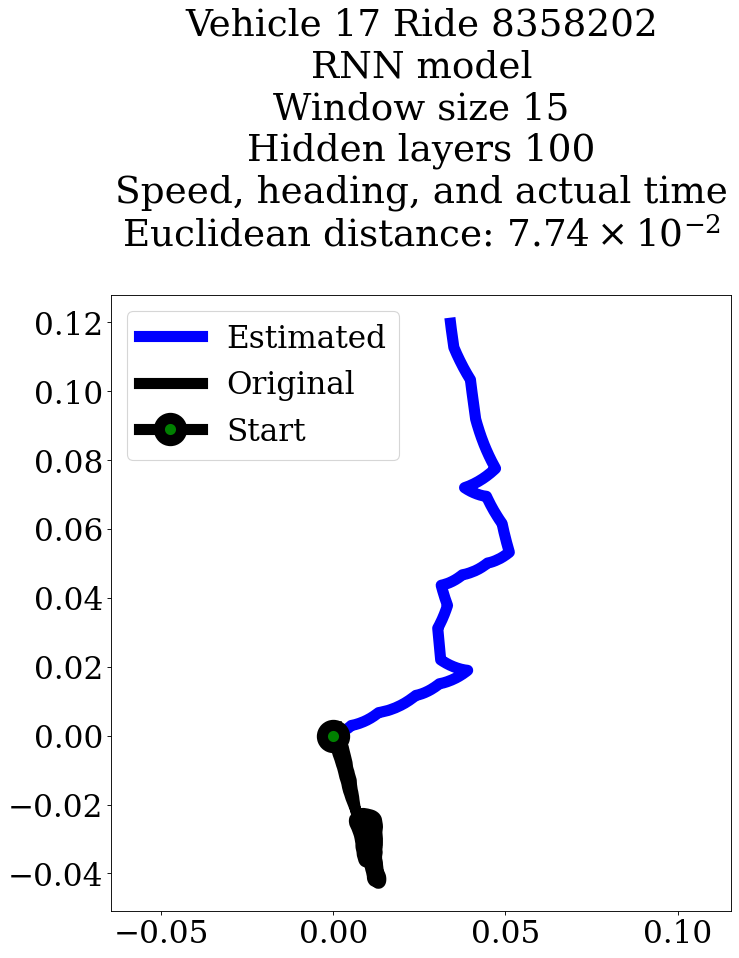 Vehicle 17 Ride 8358202
RNN model
Window size 15
Hidden layers 100
Speed, heading, and actual time
Euclidean distance: 7.74 × 10⁻²
Estimated
Original
Start
0.12
0.10
0.08
0.06
0.04
0.02
0.00
−0.02
−0.04
−0.05 0.00 0.05 0.10